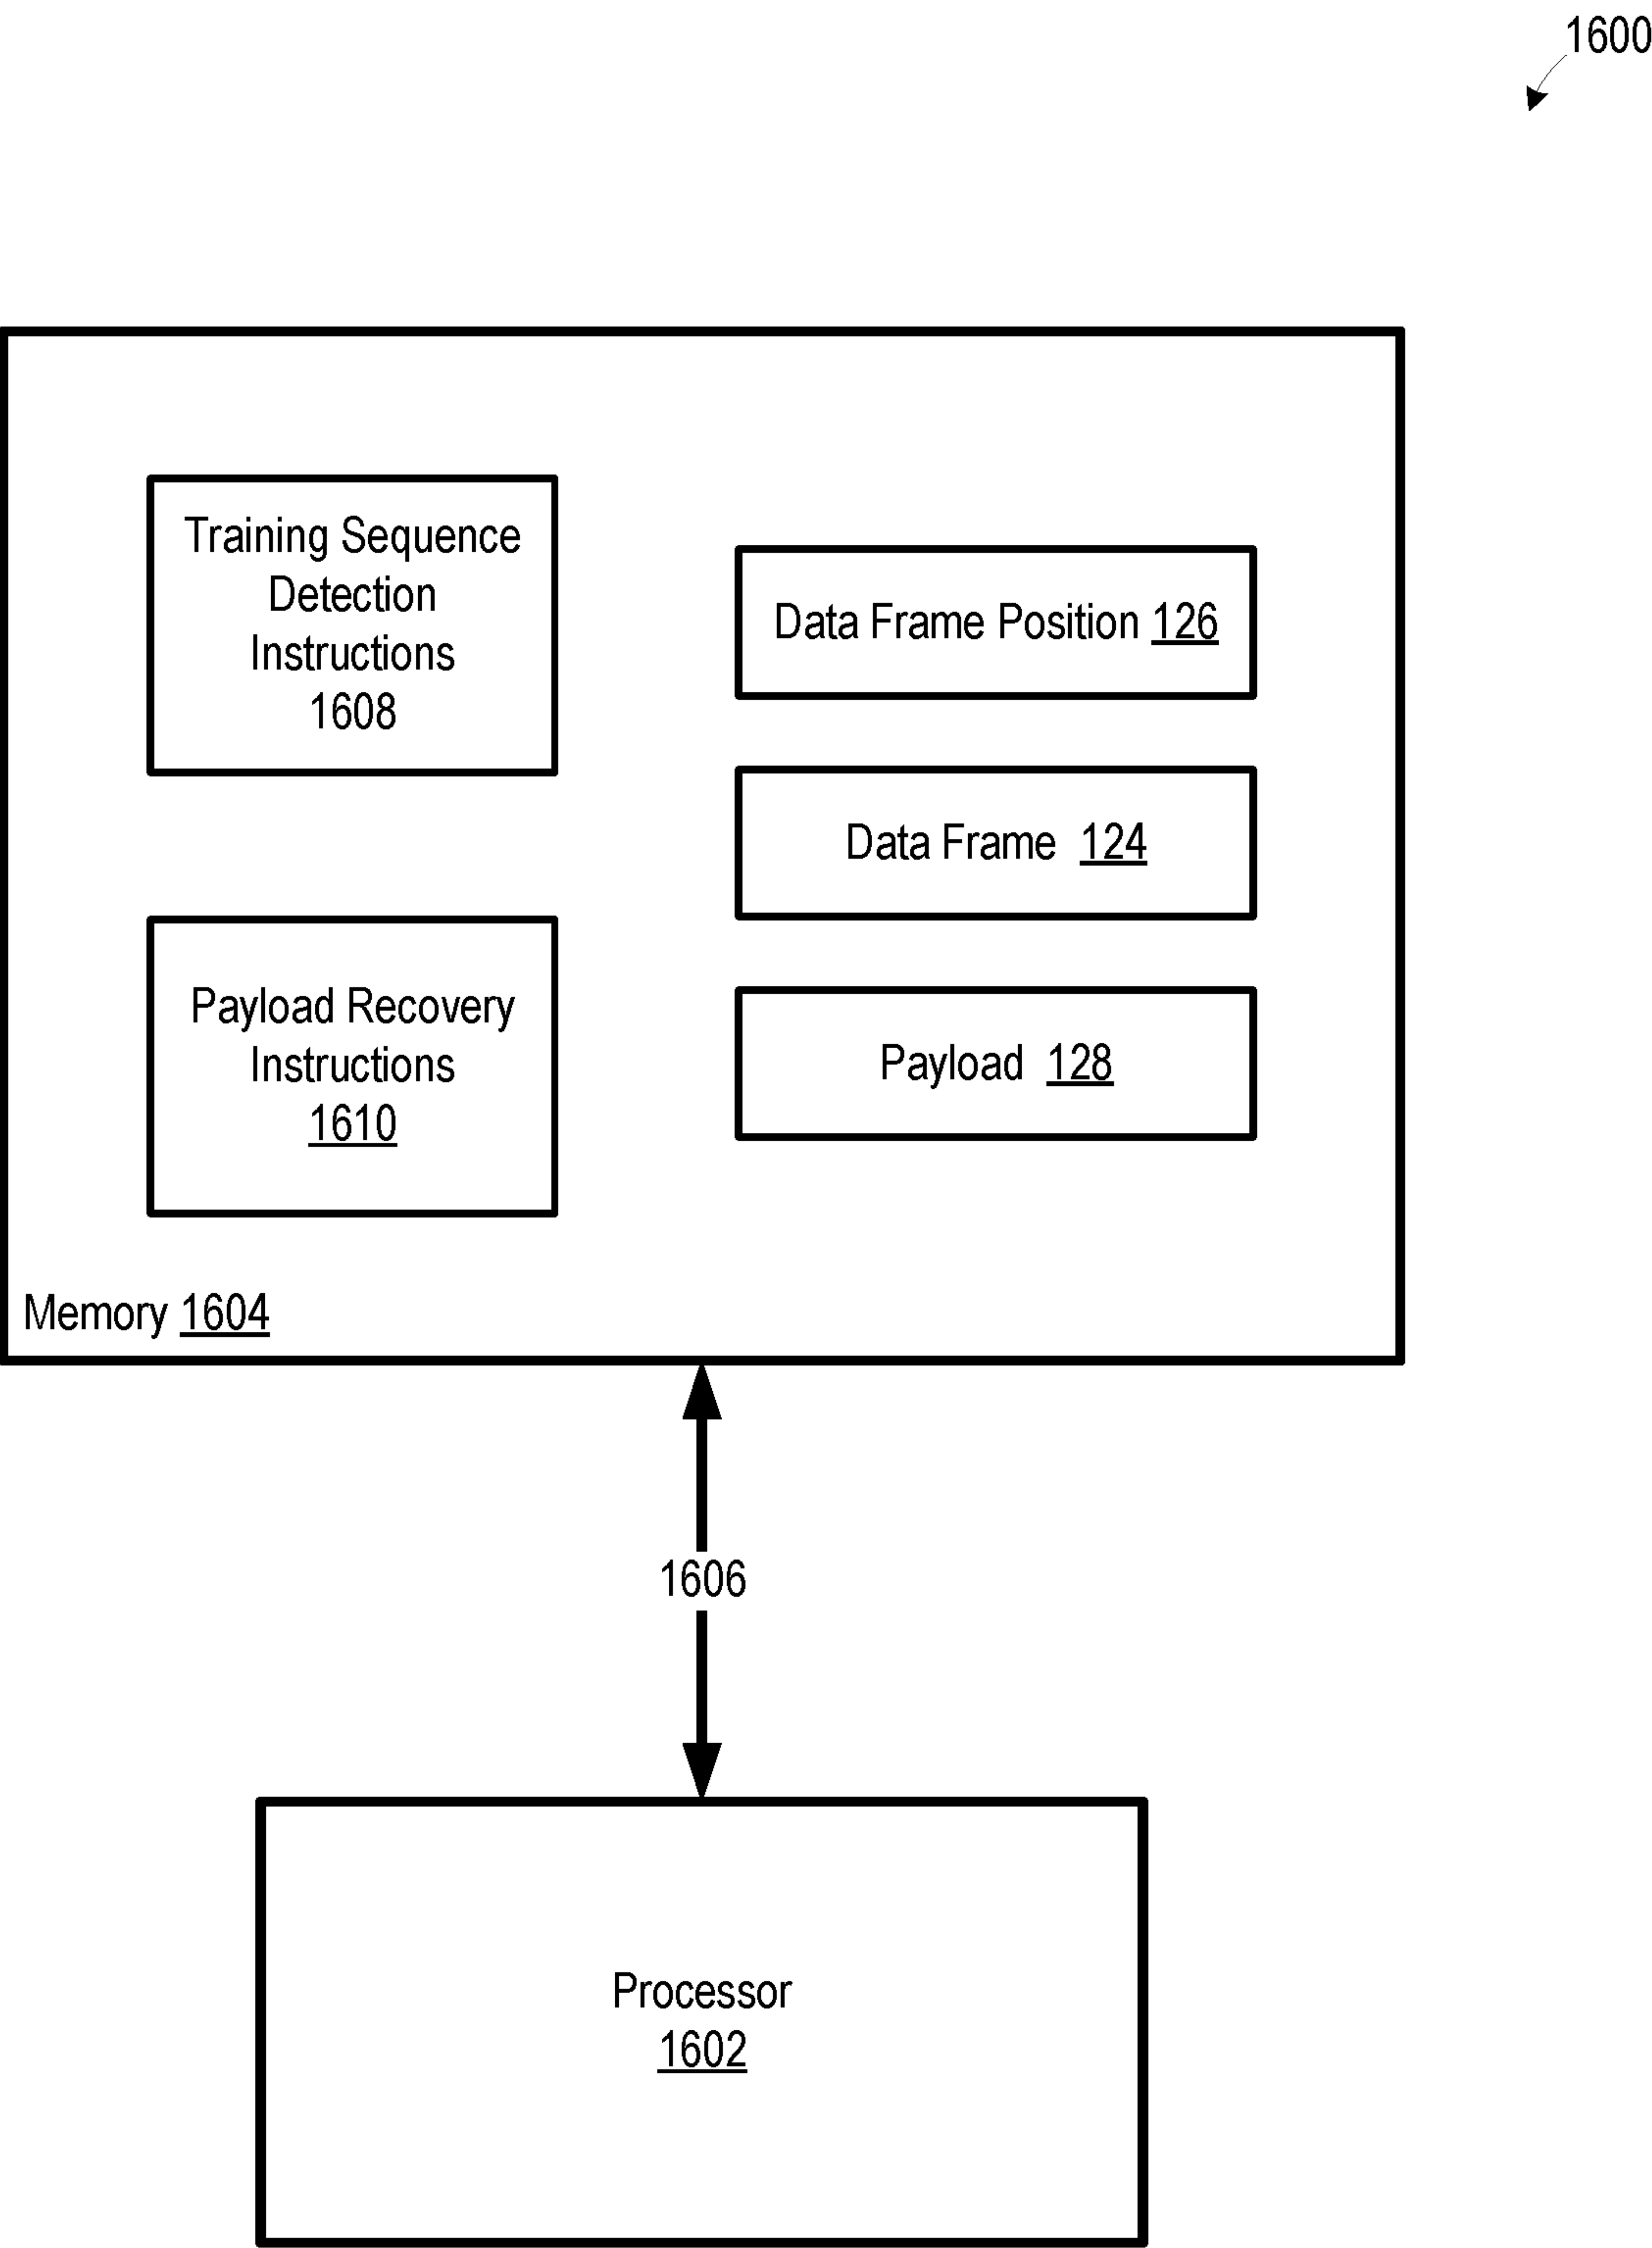 1600
Training Sequence
Detection
Instructions
1608
Data Frame Position 126
Data Frame 124
Payload Recovery
Instructions
1610
Payload 128
Memory 1604
1606
Processor
1602